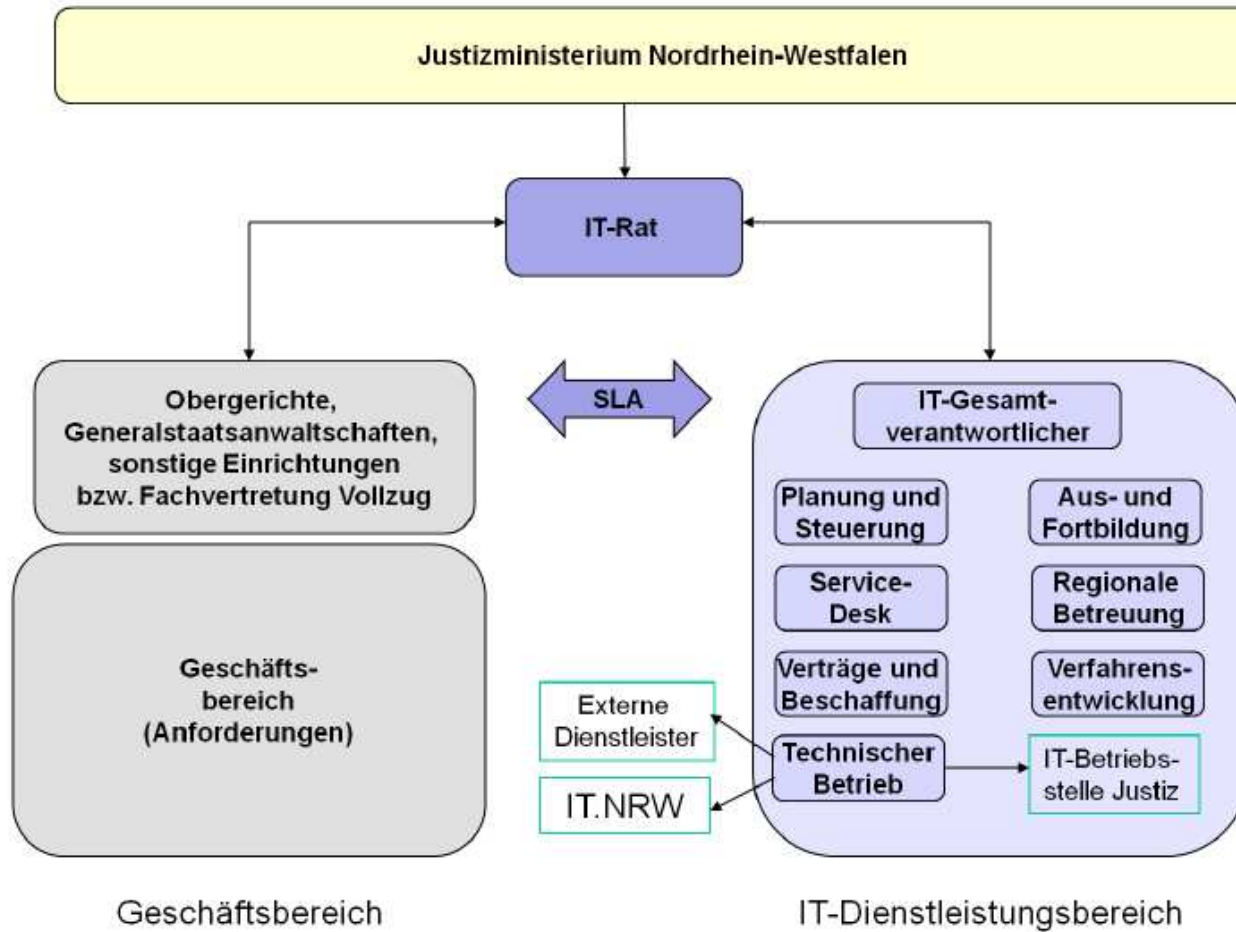 Justizministerium Nordrhein-Westfalen
IT-Rat
Obergerichte,
Generalstaatsanwaltschaften,
sonstige Einrichtungen
bzw. Fachvertretung Vollzug
Geschäfts-
bereich
(Anforderungen)
SLA
IT-Gesamt-
verantwortlicher
Planung und
Steuerung
Aus- und
Fortbildung
Service-
Desk
Regionale
Betreuung
Verträge und
Beschaffung
Verfahrens-
entwicklung
Externe
Dienstleister
Technischer
Betrieb
IT-Betriebs-
stelle Justiz
IT.NRW
Geschäftsbereich
IT-Dienstleistungsbereich